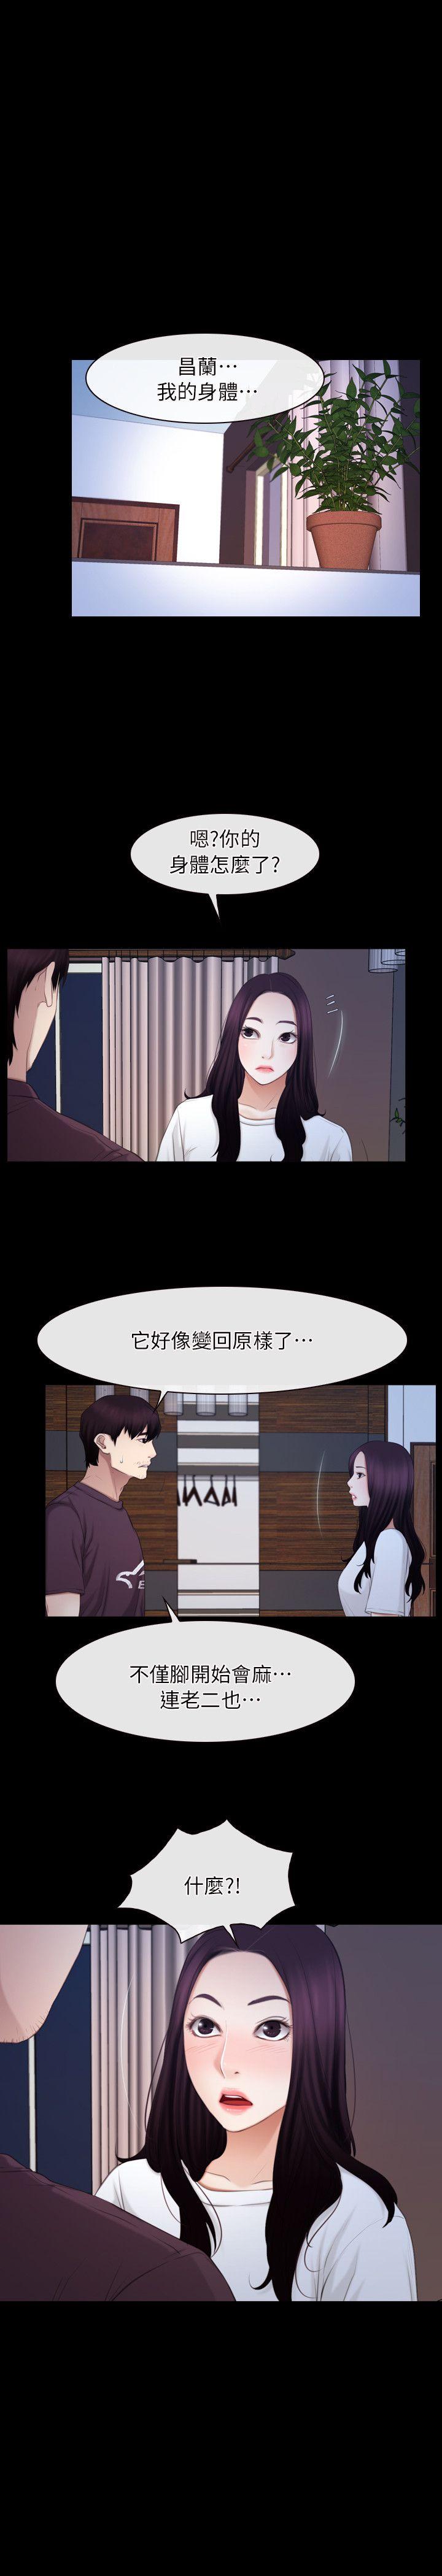 昌蘭…
我的身體…
嗯?你的
身體怎麼了?
它好像變回原樣了…
不僅腳開始會麻…
連老二也…
什麼?!